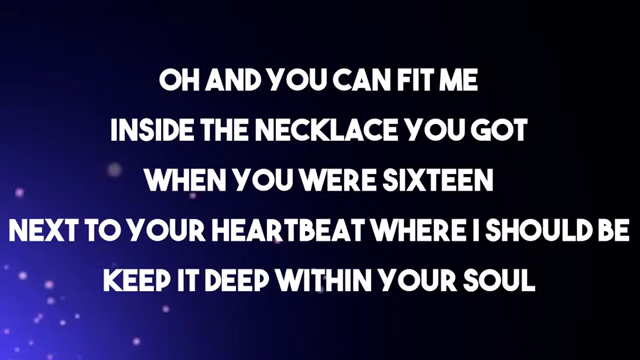 OH AND YOU CAN FIT ME
INSIDE THE NECKLACE YOU GOT
WHEN YOU WERE SIXTEEN
NEXT TO YOUR HEARTBEAT WHERE I SHOULD BE
KEEP IT DEEP WITHIN YOUR SOUL